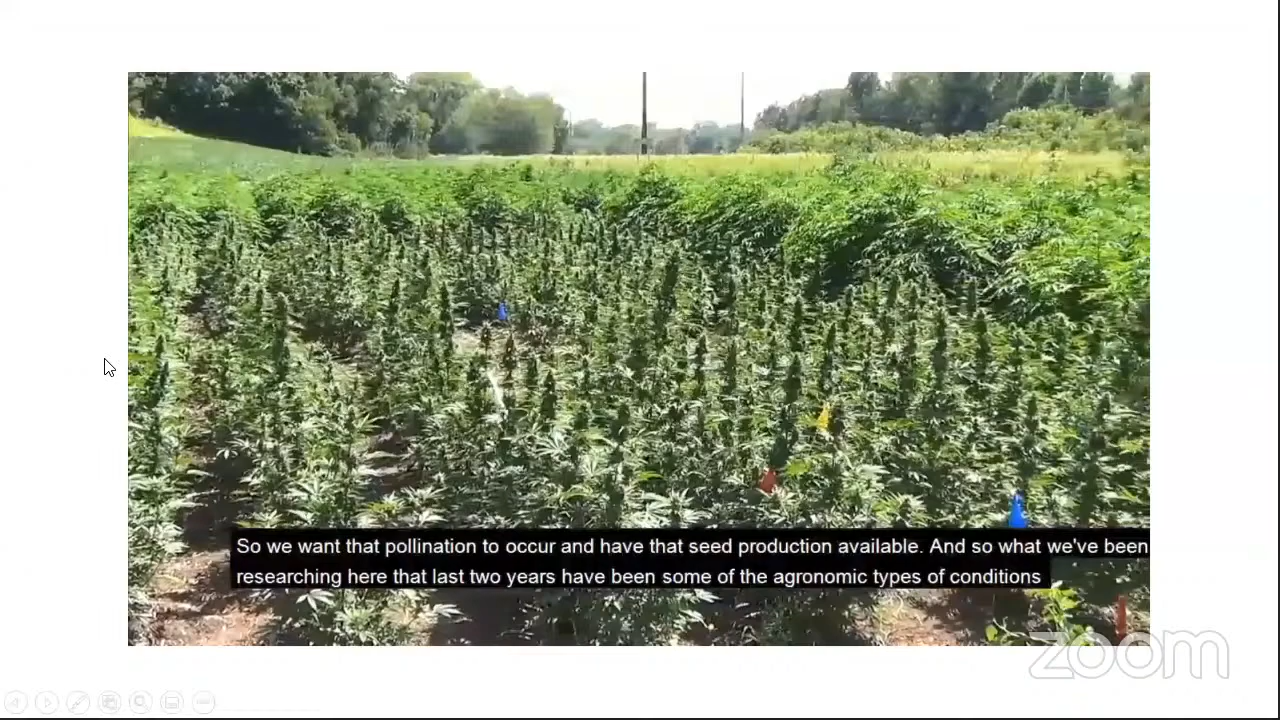 So we want that pollination to occur and have that seed production available. And so what we've been
researching here that last two years have been some of the agronomic types of conditions
zoom